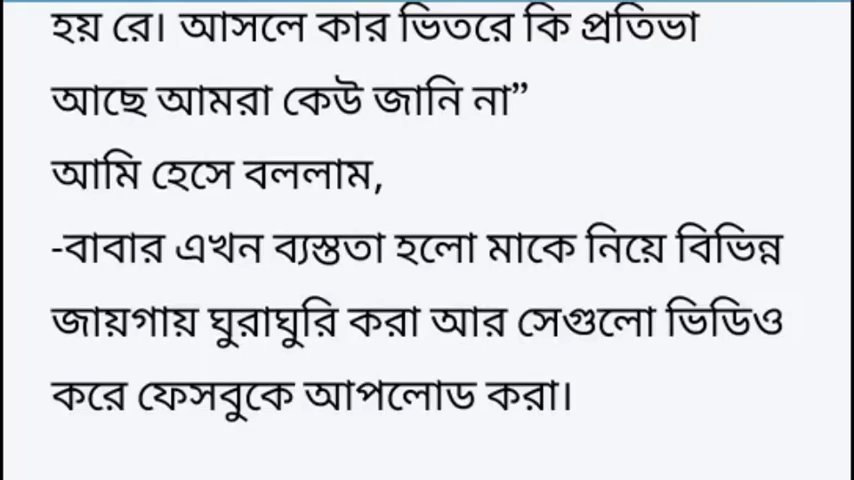 হয় রে। আসলে কার ভিতরে কি প্রতিভা
আছে আমরা কেউ জানি না”
আমি হেসে বললাম,
-বাবার এখন ব্যস্ততা হলো মাকে নিয়ে বিভিন্ন
জায়গায় ঘুরাঘুরি করা আর সেগুলো ভিডিও
করে ফেসবুকে আপলোড করা।